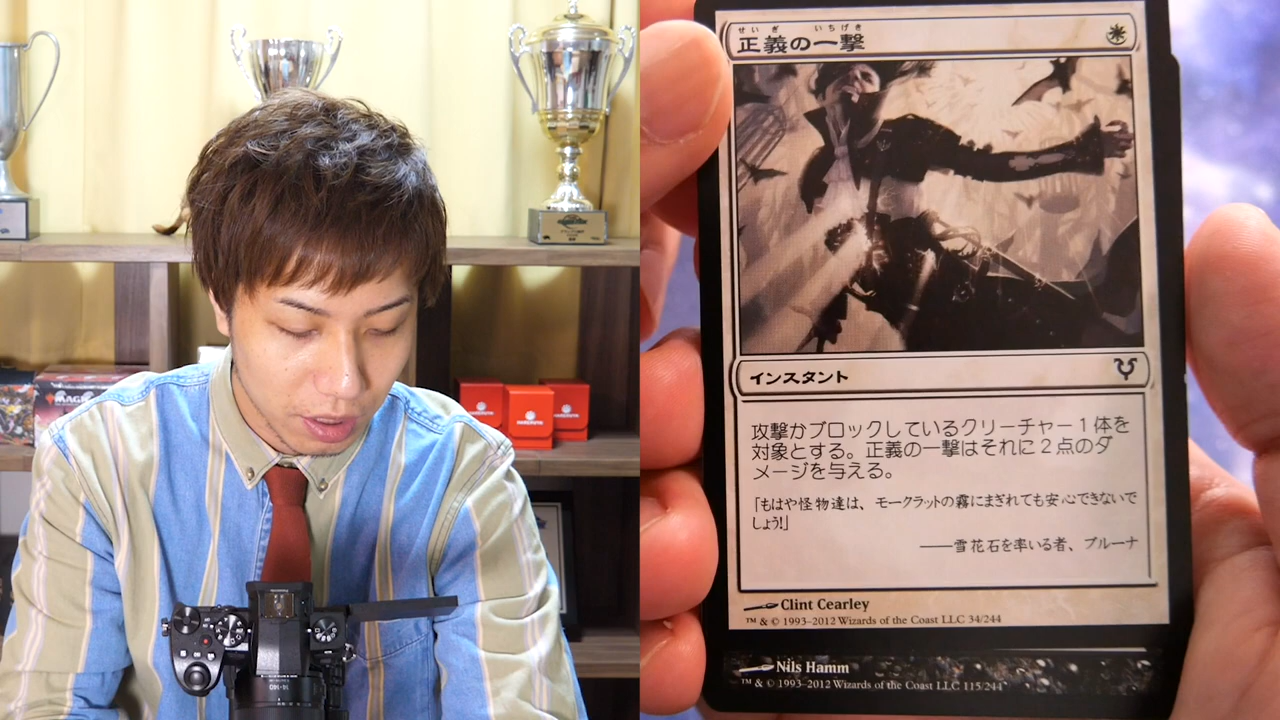 MAGIC
せいぎ いちげき
正義の一撃
インスタント
攻撃かブロックしているクリーチャー１体を
対象とする。正義の一撃はそれに２点のダ
メージを与える。
「もはや怪物達は、モークラットの霧にまぎれても安心できないで
しょう!」
――雪花石を率いる者、ブルーナ
Clint Cearley
™ & © 1993-2012 Wizards of the Coast LLC 34/244
Nils Hamm
™ & © 1993-2012 Wizards of the Coast LLC 115/244